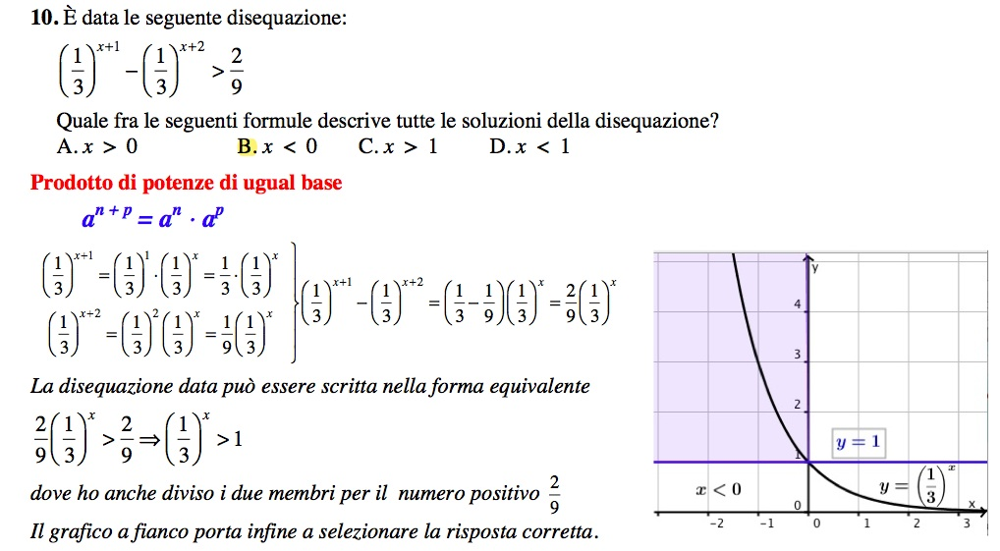 10. È data le seguente disequazione:
(1/3)^(x+1) − (1/3)^(x+2) > 2/9
Quale fra le seguenti formule descrive tutte le soluzioni della disequazione?
A. x > 0 B. x < 0 C. x > 1 D. x < 1
Prodotto di potenze di ugual base
a^(n + p) = a^n · a^p
(1/3)^(x+1) = (1/3)^1 · (1/3)^x = 1/3 · (1/3)^x
(1/3)^(x+2) = (1/3)^2 (1/3)^x = 1/9 (1/3)^x
} (1/3)^(x+1) − (1/3)^(x+2) = (1/3 − 1/9)(1/3)^x = 2/9 (1/3)^x
La disequazione data può essere scritta nella forma equivalente
2/9 (1/3)^x > 2/9 ⇒ (1/3)^x > 1
dove ho anche diviso i due membri per il numero positivo 2/9
Il grafico a fianco porta infine a selezionare la risposta corretta.
y
4
3
2
1
y = 1
x < 0
y = (1/3)^x
0
x
-2 -1 0 1 2 3